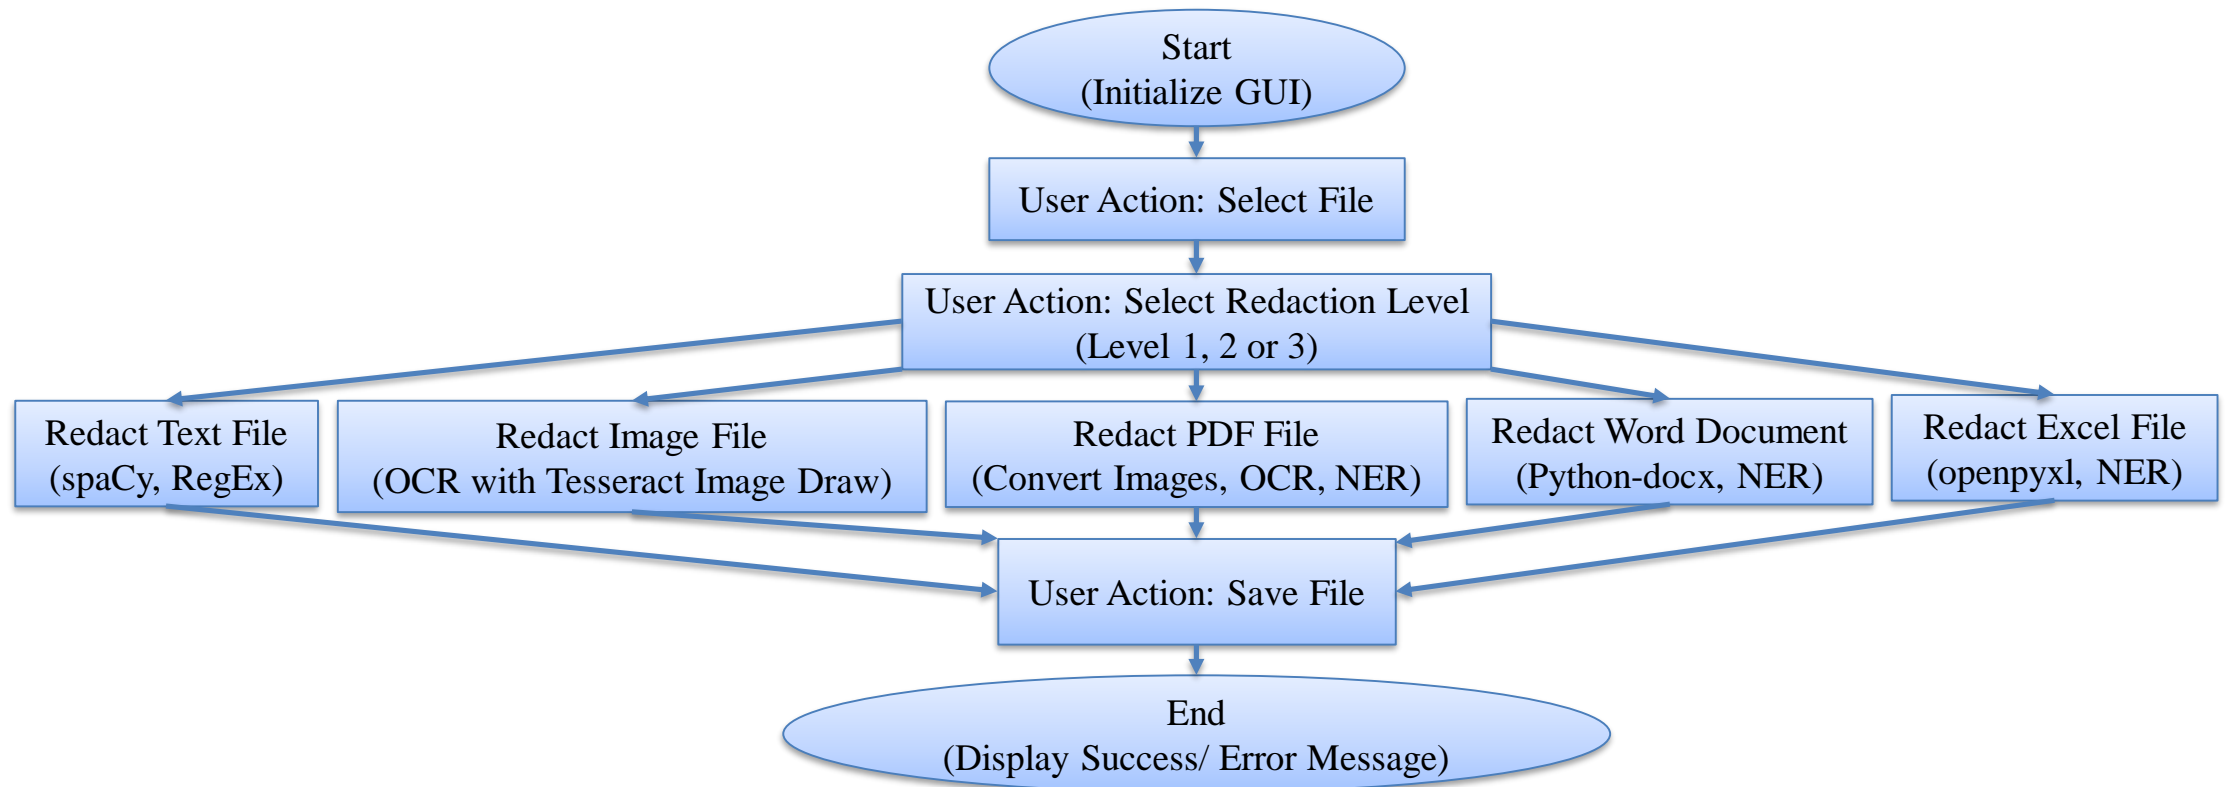 Start
(Initialize GUI)
User Action: Select File
User Action: Select Redaction Level
(Level 1, 2 or 3)
Redact Text File
(spaCy, RegEx)
Redact Image File
(OCR with Tesseract Image Draw)
Redact PDF File
(Convert Images, OCR, NER)
Redact Word Document
(Python-docx, NER)
Redact Excel File
(openpyxl, NER)
User Action: Save File
End
(Display Success/ Error Message)